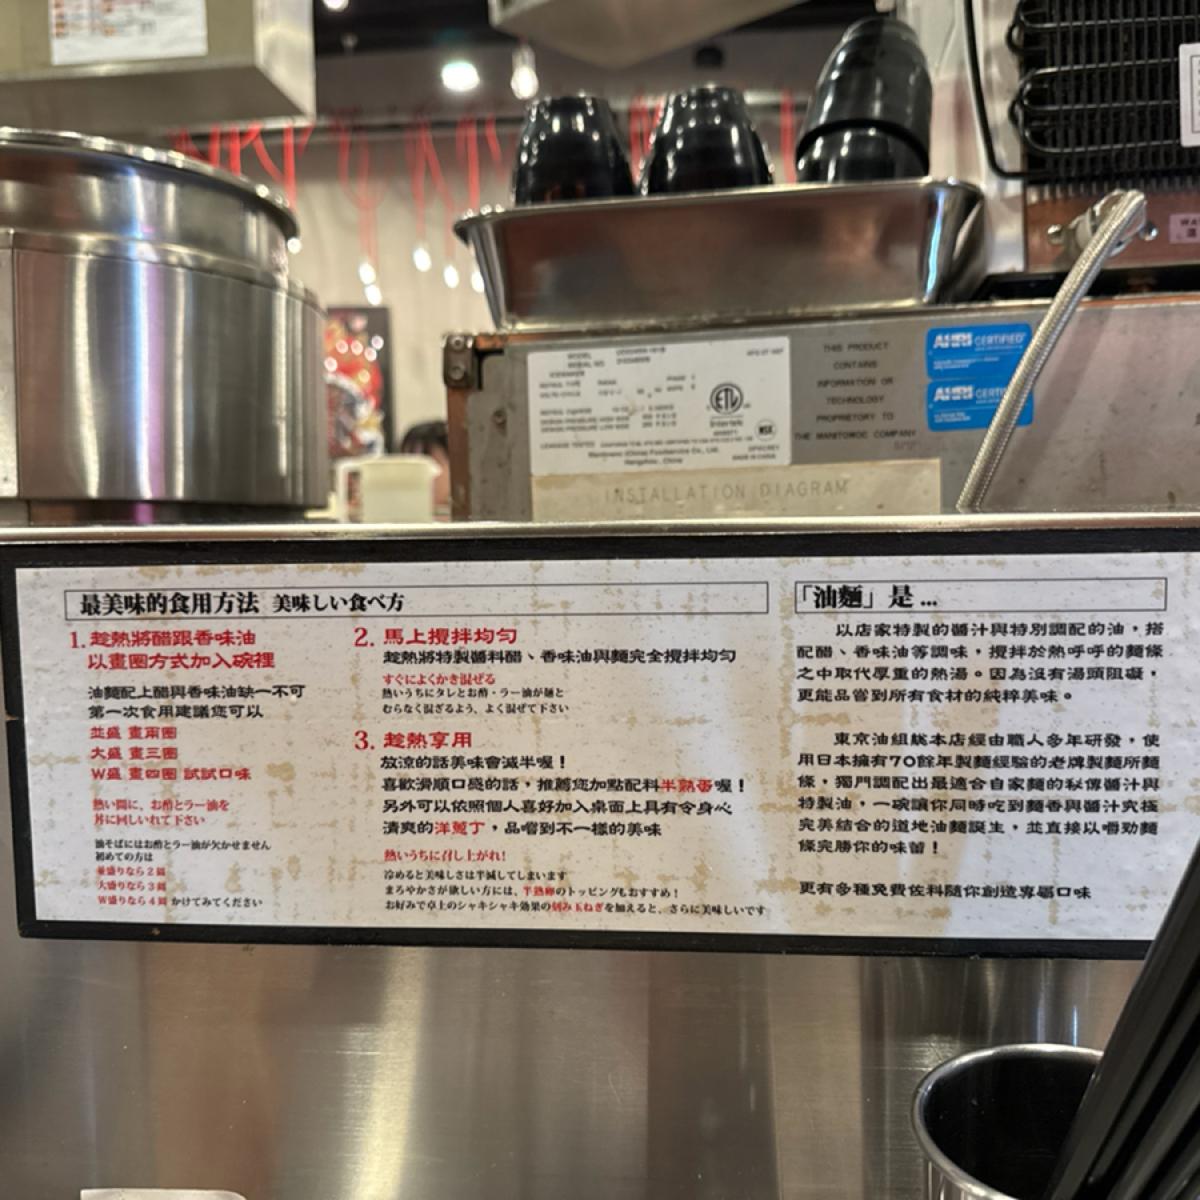 THIS PRODUCT
CONTAINS
INFORMATION OR
TECHNOLOGY
PROPRIETARY TO
THE MANITOWOC COMPANY
AHRI CERTIFIED
AHRI
MODEL
SERIAL NO
ETL
Intertek
NSF
Hangzhou, China
INSTALLATION DIAGRAM
最美味的食用方法 美味しい食べ方
1. 趁熱將醋跟香味油
以畫圈方式加入碗裡
油麵配上醋與香味油缺一不可
第一次食用建議您可以
並盛 畫兩圈
大盛 畫三圈
W盛 畫四圈 試試口味
熱い間に、お酢とラー油を
丼に回しいれて下さい
油そばにはお酢とラー油が欠かせません
初めての方は
並盛りなら2周
大盛りなら3周
W盛りなら4周 かけてみてください
2. 馬上攪拌均勻
趁熱將特製醬料醋、香味油與麵完全攪拌均勻
すぐによくかき混ぜる
熱いうちにタレとお酢・ラー油が麺と
むらなく混ざるよう、よく混ぜて下さい
3. 趁熱享用
放涼的話美味會減半喔！
喜歡滑順口感的話，推薦您加點配料半熟蛋喔！
另外可以依照個人喜好加入桌面上具有令身心
清爽的洋蔥丁，品嚐到不一樣的美味
熱いうちに召し上がれ!
冷めると美味しさは半減してしまいます
まろやかさが欲しい方には、半熟卵のトッピングもおすすめ！
お好みで卓上のシャキシャキ効果の刻み玉ねぎを加えると、さらに美味しいです
「油麵」是...
以店家特製的醬汁與特別調配的油，搭
配醋、香味油等調味，攪拌於熱呼呼的麵條
之中取代厚重的熱湯。因為沒有湯頭阻礙，
更能品嘗到所有食材的純粹美味。
東京油組総本店經由職人多年研發，使
用日本擁有70餘年製麵經驗的老牌製麵所麵
條，獨門調配出最適合自家麵的秘傳醬汁與
特製油，一碗讓你同時吃到麵香與醬汁究極
完美結合的道地油麵誕生，並直接以嚼勁麵
條完勝你的味蕾！
更有多種免費佐料隨你創造專屬口味